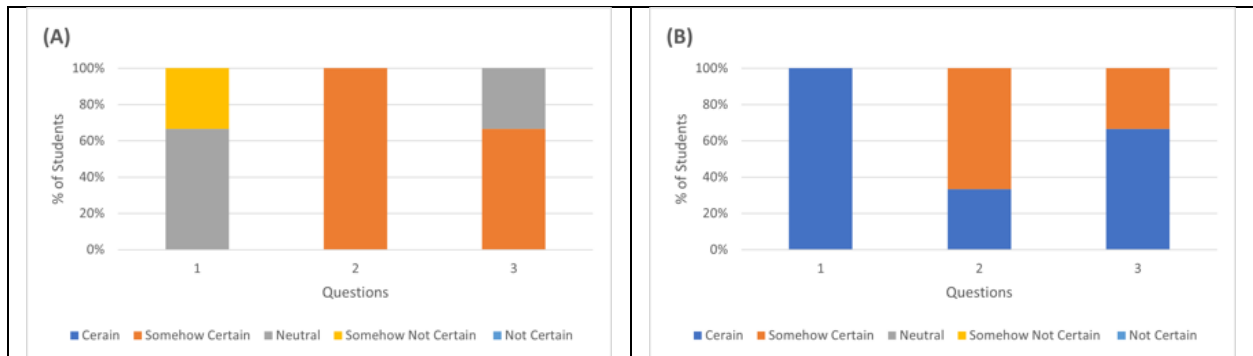 (A)
100%
80%
60%
40%
20%
0%
% of Students
1 2 3
Questions
Cerain Somehow Certain Neutral Somehow Not Certain Not Certain
(B)
100%
80%
60%
40%
20%
0%
% of Students
1 2 3
Questions
Cerain Somehow Certain Neutral Somehow Not Certain Not Certain